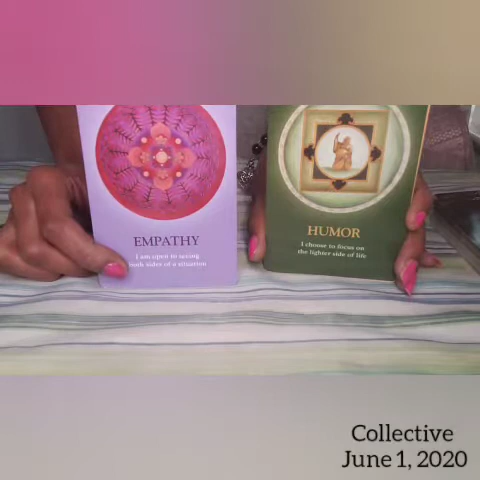 EMPATHY
I am open to seeing
both sides of a situation
HUMOR
I choose to focus on
the lighter side of life
Collective
June 1, 2020